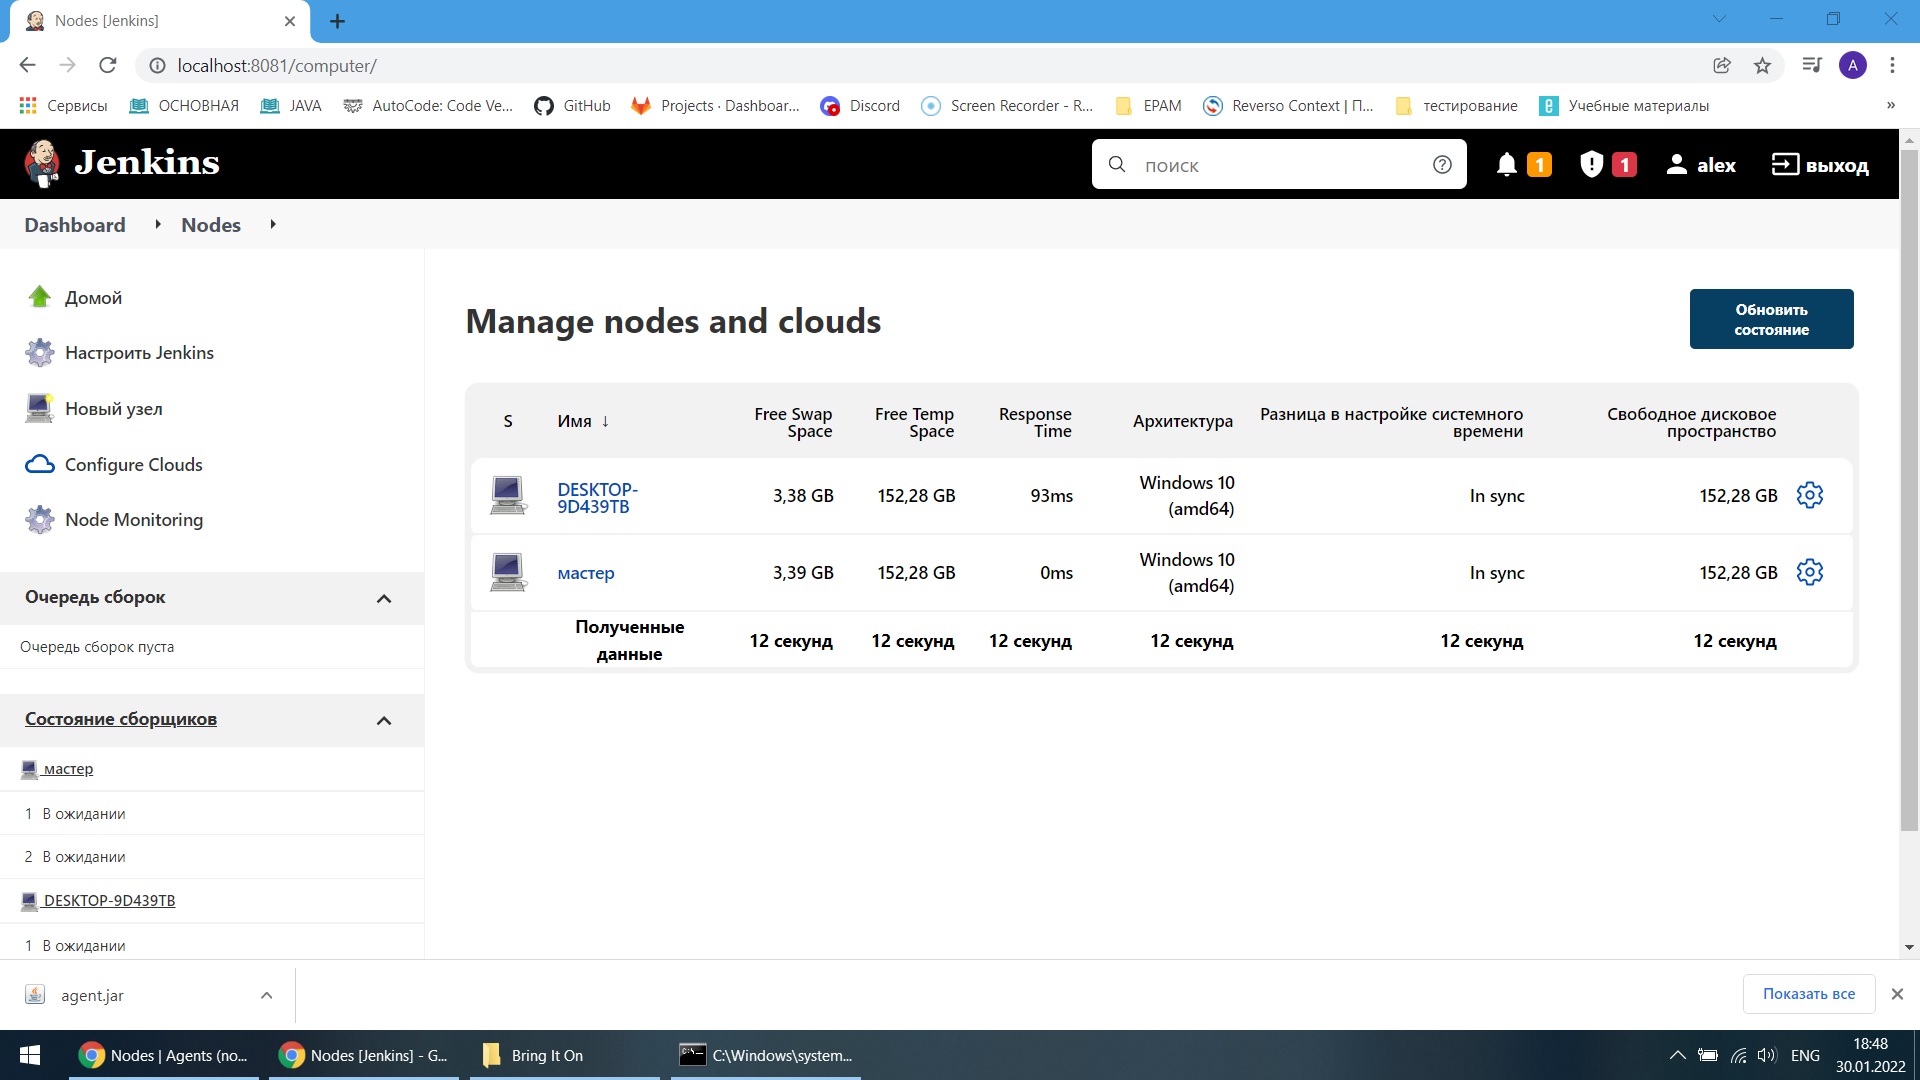 Nodes [Jenkins]
localhost:8081/computer/
A
Сервисы
ОСНОВНАЯ
JAVA
AutoCode: Code Ve...
GitHub
Projects · Dashboar...
Discord
Screen Recorder - R...
EPAM
Reverso Context | П...
тестирование
Учебные материалы
»
Jenkins
поиск
1
1
alex
выход
Dashboard
Nodes
Домой
Настроить Jenkins
Новый узел
Configure Clouds
Node Monitoring
Очередь сборок
Очередь сборок пуста
Состояние сборщиков
мастер
1 В ожидании
2 В ожидании
DESKTOP-9D439TB
1 В ожидании
Manage nodes and clouds
Обновить
состояние
S
Имя ↓
Free Swap
Space
Free Temp
Space
Response
Time
Архитектура
Разница в настройке системного
времени
Свободное дисковое
пространство
DESKTOP-
9D439TB
3,38 GB
152,28 GB
93ms
Windows 10
(amd64)
In sync
152,28 GB
мастер
3,39 GB
152,28 GB
0ms
Windows 10
(amd64)
In sync
152,28 GB
Полученные
данные
12 секунд
12 секунд
12 секунд
12 секунд
12 секунд
12 секунд
agent.jar
Показать все
Nodes | Agents (no...
Nodes [Jenkins] - G...
Bring It On
C:\Windows\system...
ENG
18:48
30.01.2022